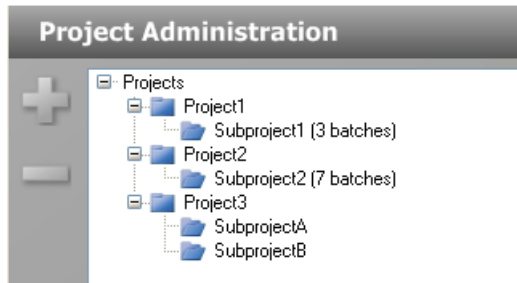 Project Administration
Projects
Project1
Subproject1 (3 batches)
Project2
Subproject2 (7 batches)
Project3
SubprojectA
SubprojectB